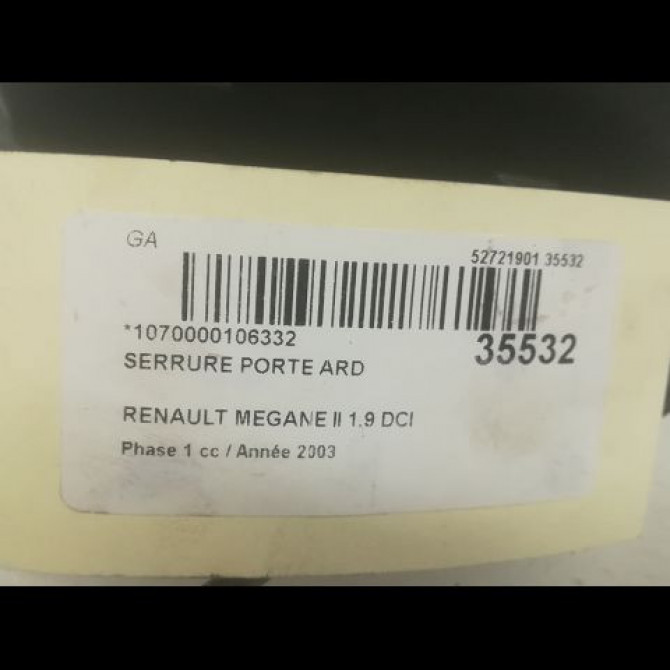 GA
52721901 35532
*1070000106332
35532
SERRURE PORTE ARD
RENAULT MEGANE II 1.9 DCI
Phase 1 cc / Année 2003